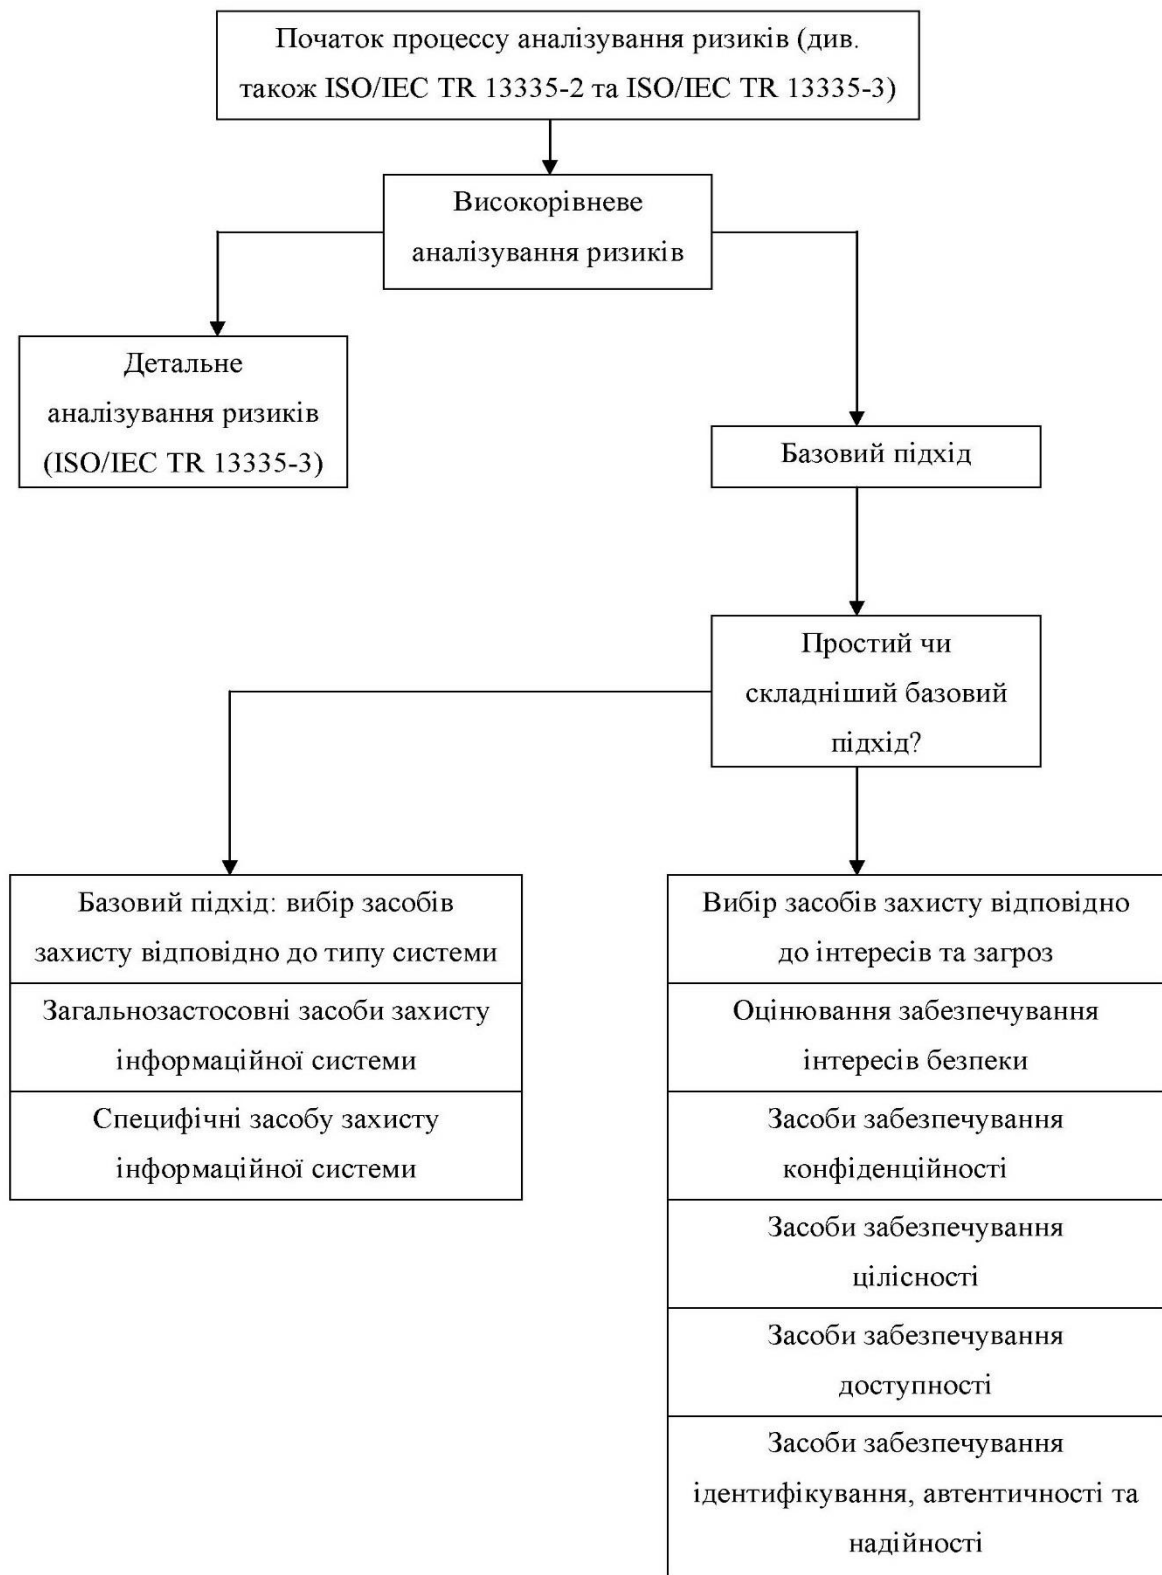 Початок процессу аналізування ризиків (див.
також ISO/IEC TR 13335-2 та ISO/IEC TR 13335-3)
Високорівневе
аналізування ризиків
Детальне
аналізування ризиків
(ISO/IEC TR 13335-3)
Базовий підхід
Простий чи
складніший базовий
підхід?
Базовий підхід: вибір засобів
захисту відповідно до типу системи
Загальнозастосовні засоби захисту
інформаційної системи
Специфічні засобу захисту
інформаційної системи
Вибір засобів захисту відповідно
до інтересів та загроз
Оцінювання забезпечування
інтересів безпеки
Засоби забезпечування
конфіденційності
Засоби забезпечування
цілісності
Засоби забезпечування
доступності
Засоби забезпечування
ідентифікування, автентичності та
надійності